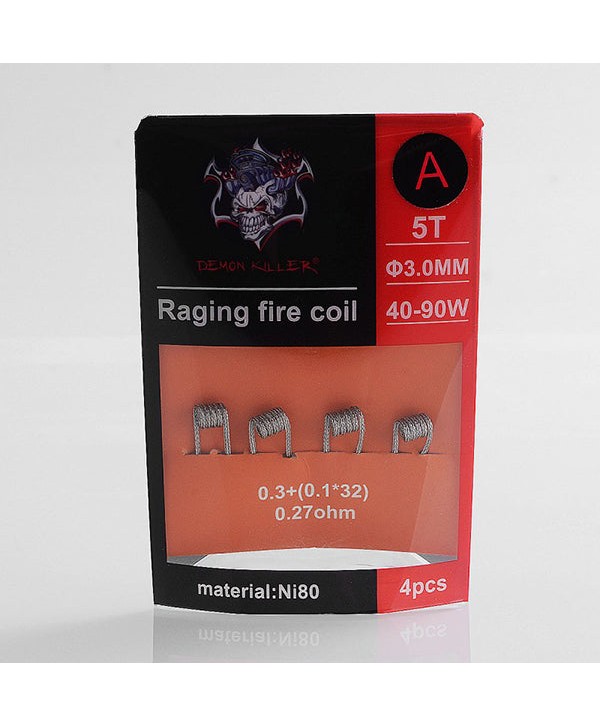 A
5T
Φ3.0MM
40-90W
DEMON KILLER®
Raging fire coil
0.3+(0.1*32)
0.27ohm
material:Ni80
4pcs